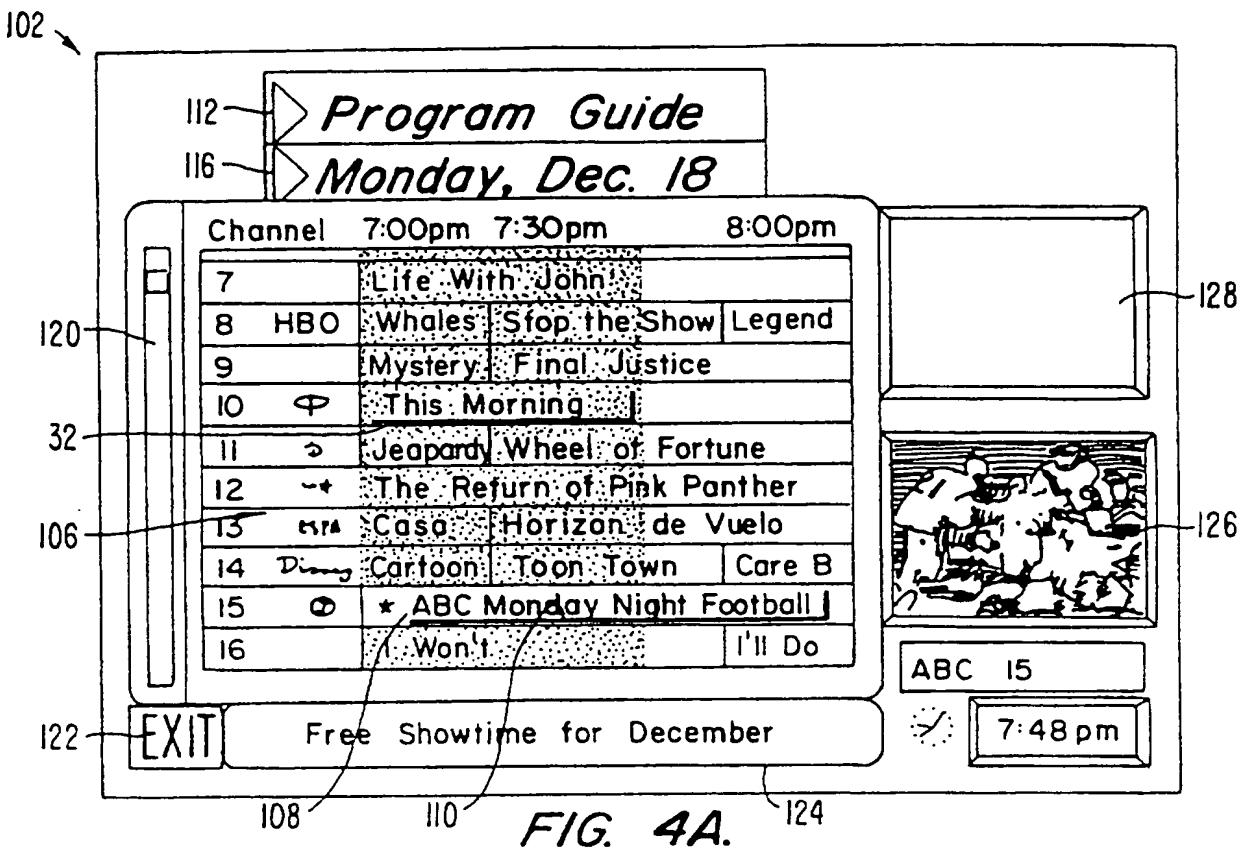 102
112 Program Guide
116 Monday, Dec. 18
Channel 7:00pm 7:30pm 8:00pm
7 Life With John
8 HBO Whales Stop the Show Legend
128
120
9 Mystery Final Justice
10 This Morning
32
11 Jeapardy Wheel of Fortune
12 The Return of Pink Panther
13 Casa Horizon de Vuelo
106
126
14 Disney Cartoon Toon Town Care B
15 * ABC Monday Night Football
16 I Won't I'll Do
ABC 15
122 EXIT Free Showtime for December 7:48 pm
108 110 124
FIG. 4A.